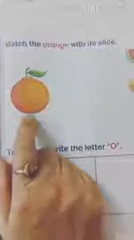 Match the orange with its slice.
rite the letter 'O'.